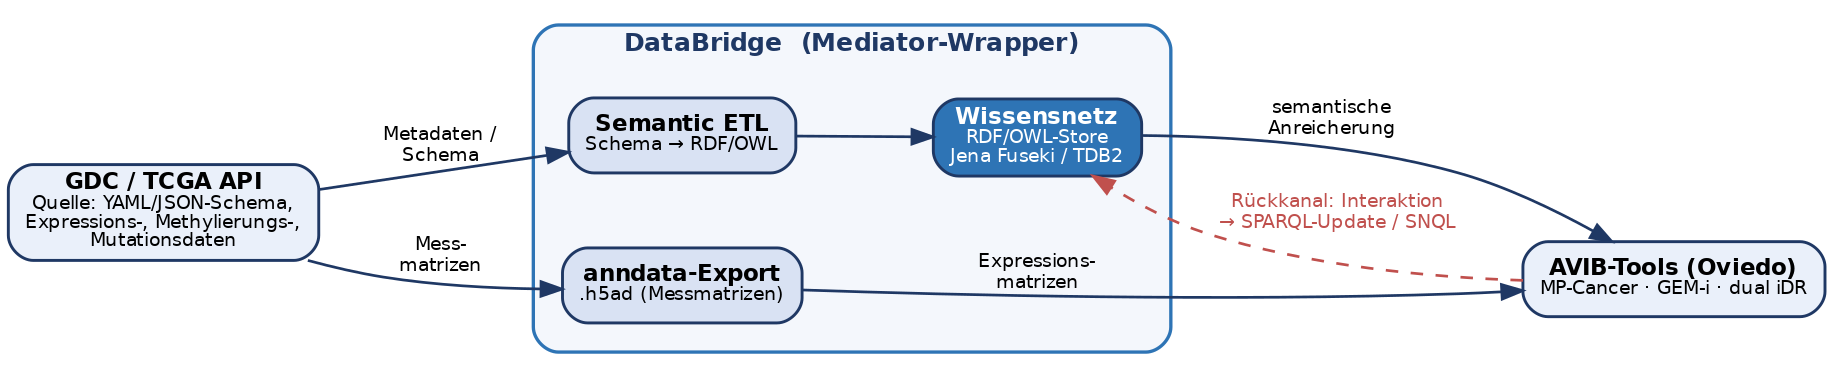 DataBridge  (Mediator-Wrapper)
GDC / TCGA API
Quelle: YAML/JSON-Schema,
Expressions-, Methylierungs-,
Mutationsdaten
Metadaten /
Schema
Mess-
matrizen
Semantic ETL
Schema → RDF/OWL
anndata-Export
.h5ad (Messmatrizen)
Wissensnetz
RDF/OWL-Store
Jena Fuseki / TDB2
Expressions-
matrizen
semantische
Anreicherung
Rückkanal: Interaktion
→ SPARQL-Update / SNQL
AVIB-Tools (Oviedo)
MP-Cancer · GEM-i · dual iDR